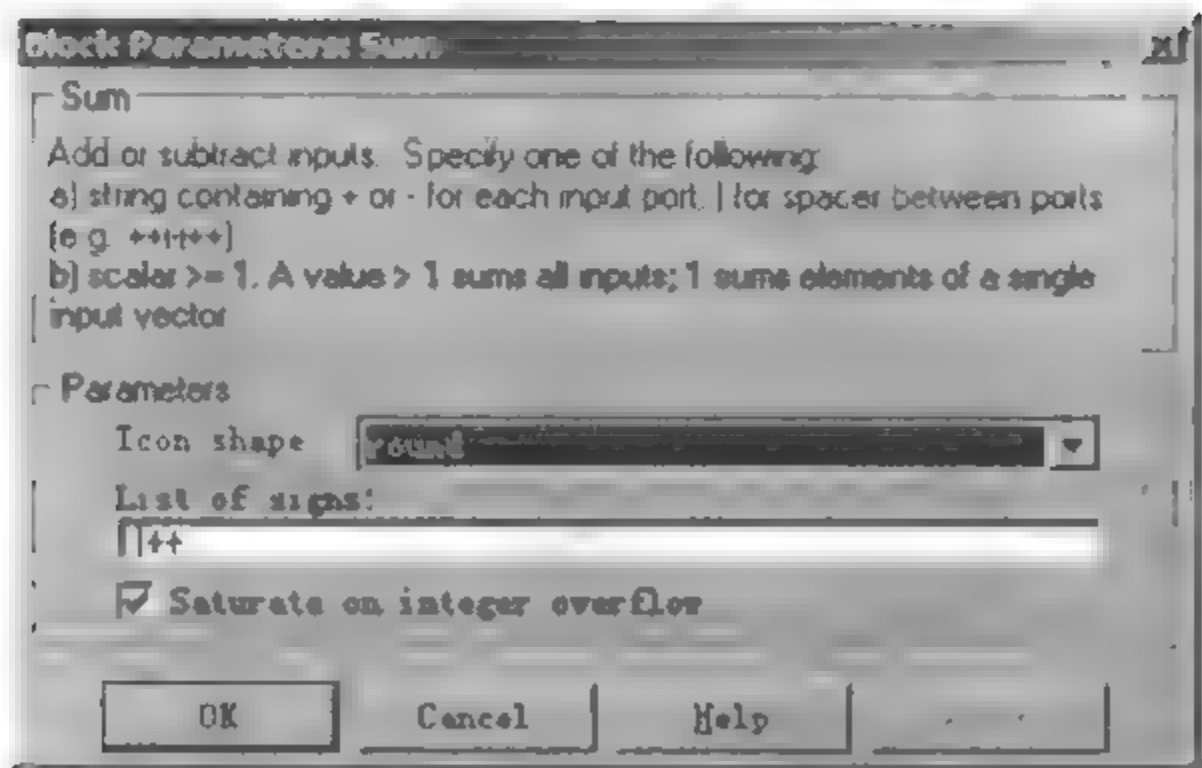 Block Parameters: Sum
Sum
Add or subtract inputs. Specify one of the following:
a) string containing + or - for each input port, | for spacer between ports
(e.g. ++|-|++)
b) scalar >= 1. A value > 1 sums all inputs; 1 sums elements of a single
input vector
Parameters
Icon shape
round
List of signs:
|++
Saturate on integer overflow
OK
Cancel
Help